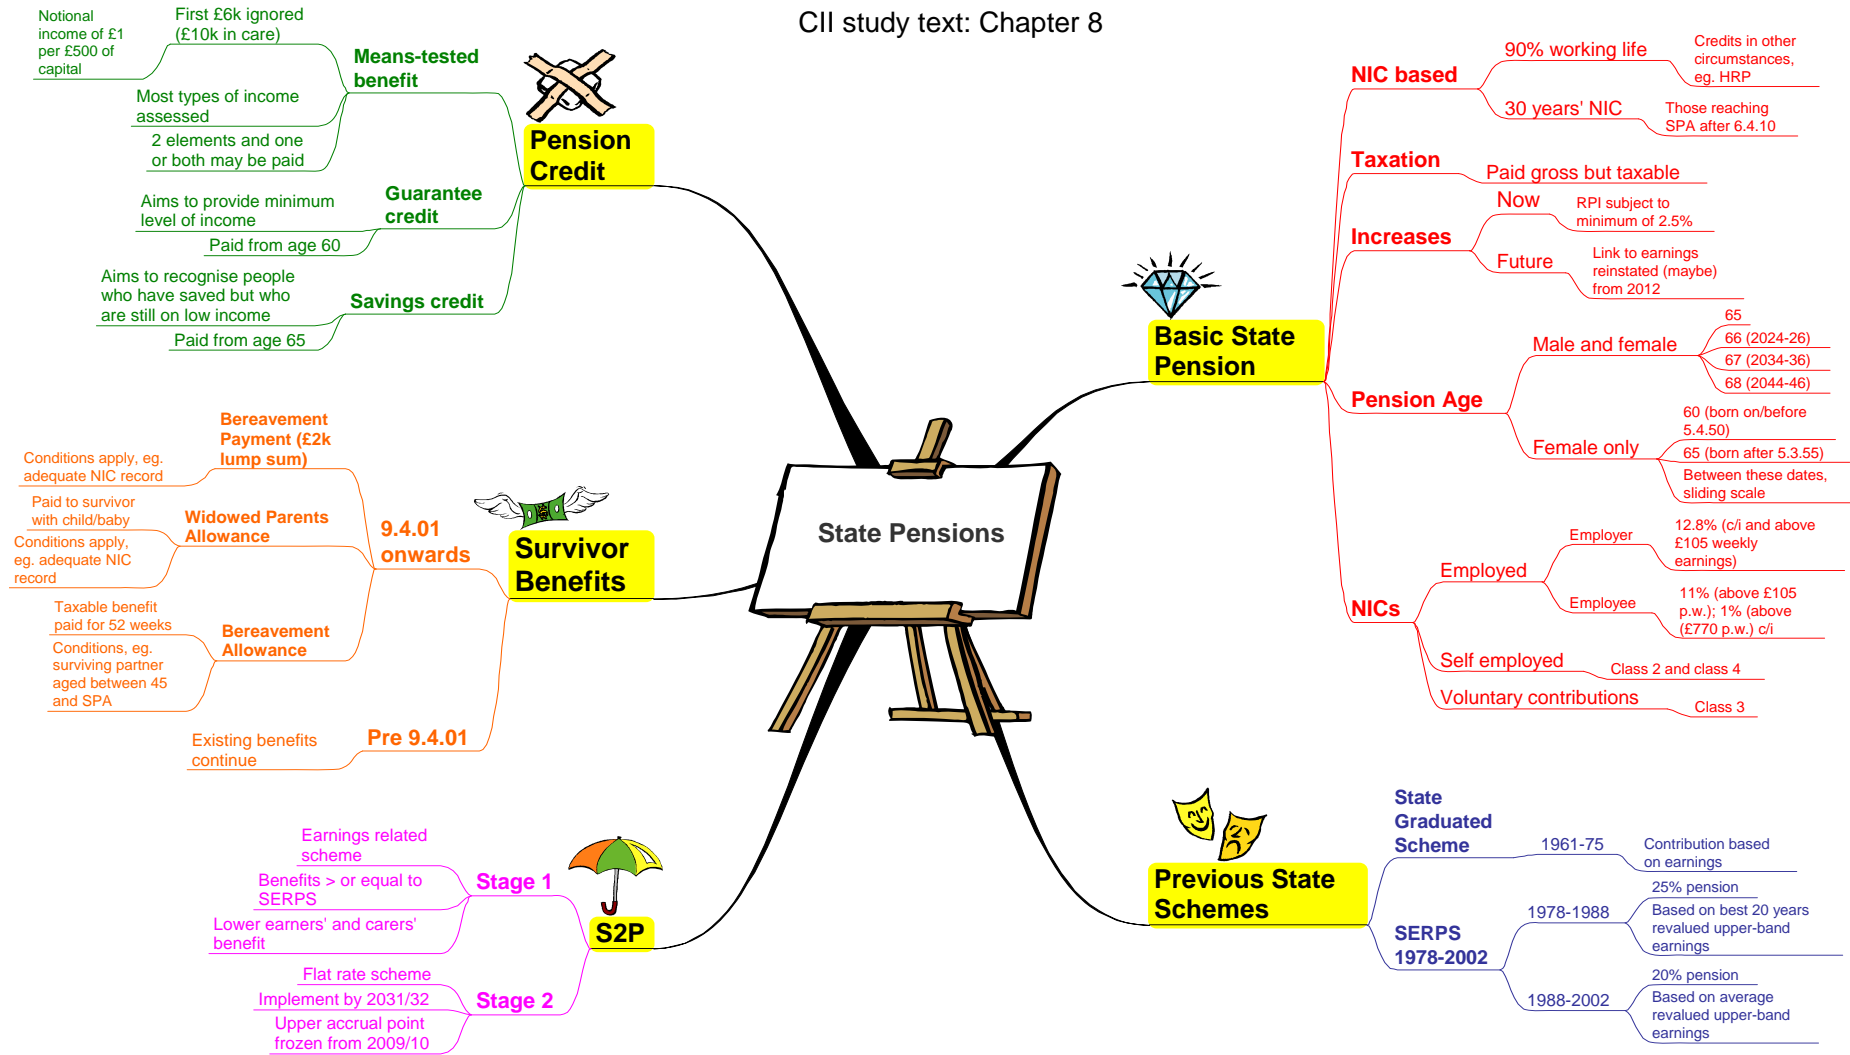 CII study text: Chapter 8
State Pensions
Pension
Credit
Means-tested
benefit
First £6k ignored
(£10k in care)
Notional
income of £1
per £500 of
capital
Most types of income
assessed
2 elements and one
or both may be paid
Guarantee
credit
Aims to provide minimum
level of income
Paid from age 60
Savings credit
Aims to recognise people
who have saved but who
are still on low income
Paid from age 65
Survivor
Benefits
9.4.01
onwards
Bereavement
Payment (£2k
lump sum)
Conditions apply, eg.
adequate NIC record
Widowed Parents
Allowance
Paid to survivor
with child/baby
Conditions apply,
eg. adequate NIC
record
Bereavement
Allowance
Taxable benefit
paid for 52 weeks
Conditions, eg.
surviving partner
aged between 45
and SPA
Pre 9.4.01
Existing benefits
continue
S2P
Stage 1
Earnings related
scheme
Benefits > or equal to
SERPS
Lower earners' and carers'
benefit
Stage 2
Flat rate scheme
Implement by 2031/32
Upper accrual point
frozen from 2009/10
Basic State
Pension
NIC based
90% working life
Credits in other
circumstances,
eg. HRP
30 years' NIC
Those reaching
SPA after 6.4.10
Taxation
Paid gross but taxable
Increases
Now
RPI subject to
minimum of 2.5%
Future
Link to earnings
reinstated (maybe)
from 2012
Pension Age
Male and female
65
66 (2024-26)
67 (2034-36)
68 (2044-46)
Female only
60 (born on/before
5.4.50)
65 (born after 5.3.55)
Between these dates,
sliding scale
NICs
Employed
Employer
12.8% (c/i and above
£105 weekly
earnings)
Employee
11% (above £105
p.w.); 1% (above
(£770 p.w.) c/i
Self employed
Class 2 and class 4
Voluntary contributions
Class 3
Previous State
Schemes
State
Graduated
Scheme
1961-75
Contribution based
on earnings
SERPS
1978-2002
1978-1988
25% pension
Based on best 20 years
revalued upper-band
earnings
1988-2002
20% pension
Based on average
revalued upper-band
earnings